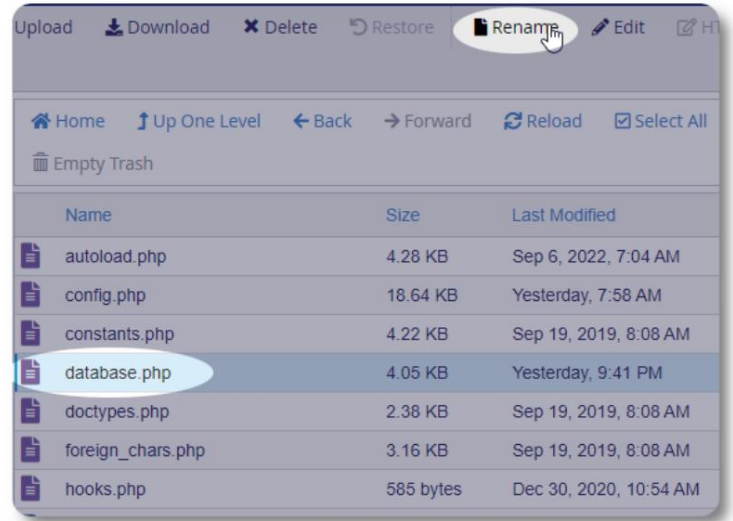 Upload Download Delete Restore Rename Edit
Home Up One Level Back Forward Reload Select All
Empty Trash
Name Size Last Modified
autoload.php 4.28 KB Sep 6, 2022, 7:04 AM
config.php 18.64 KB Yesterday, 7:58 AM
constants.php 4.22 KB Sep 19, 2019, 8:08 AM
database.php 4.05 KB Yesterday, 9:41 PM
doctypes.php 2.38 KB Sep 19, 2019, 8:08 AM
foreign_chars.php 3.16 KB Sep 19, 2019, 8:08 AM
hooks.php 585 bytes Dec 30, 2020, 10:54 AM